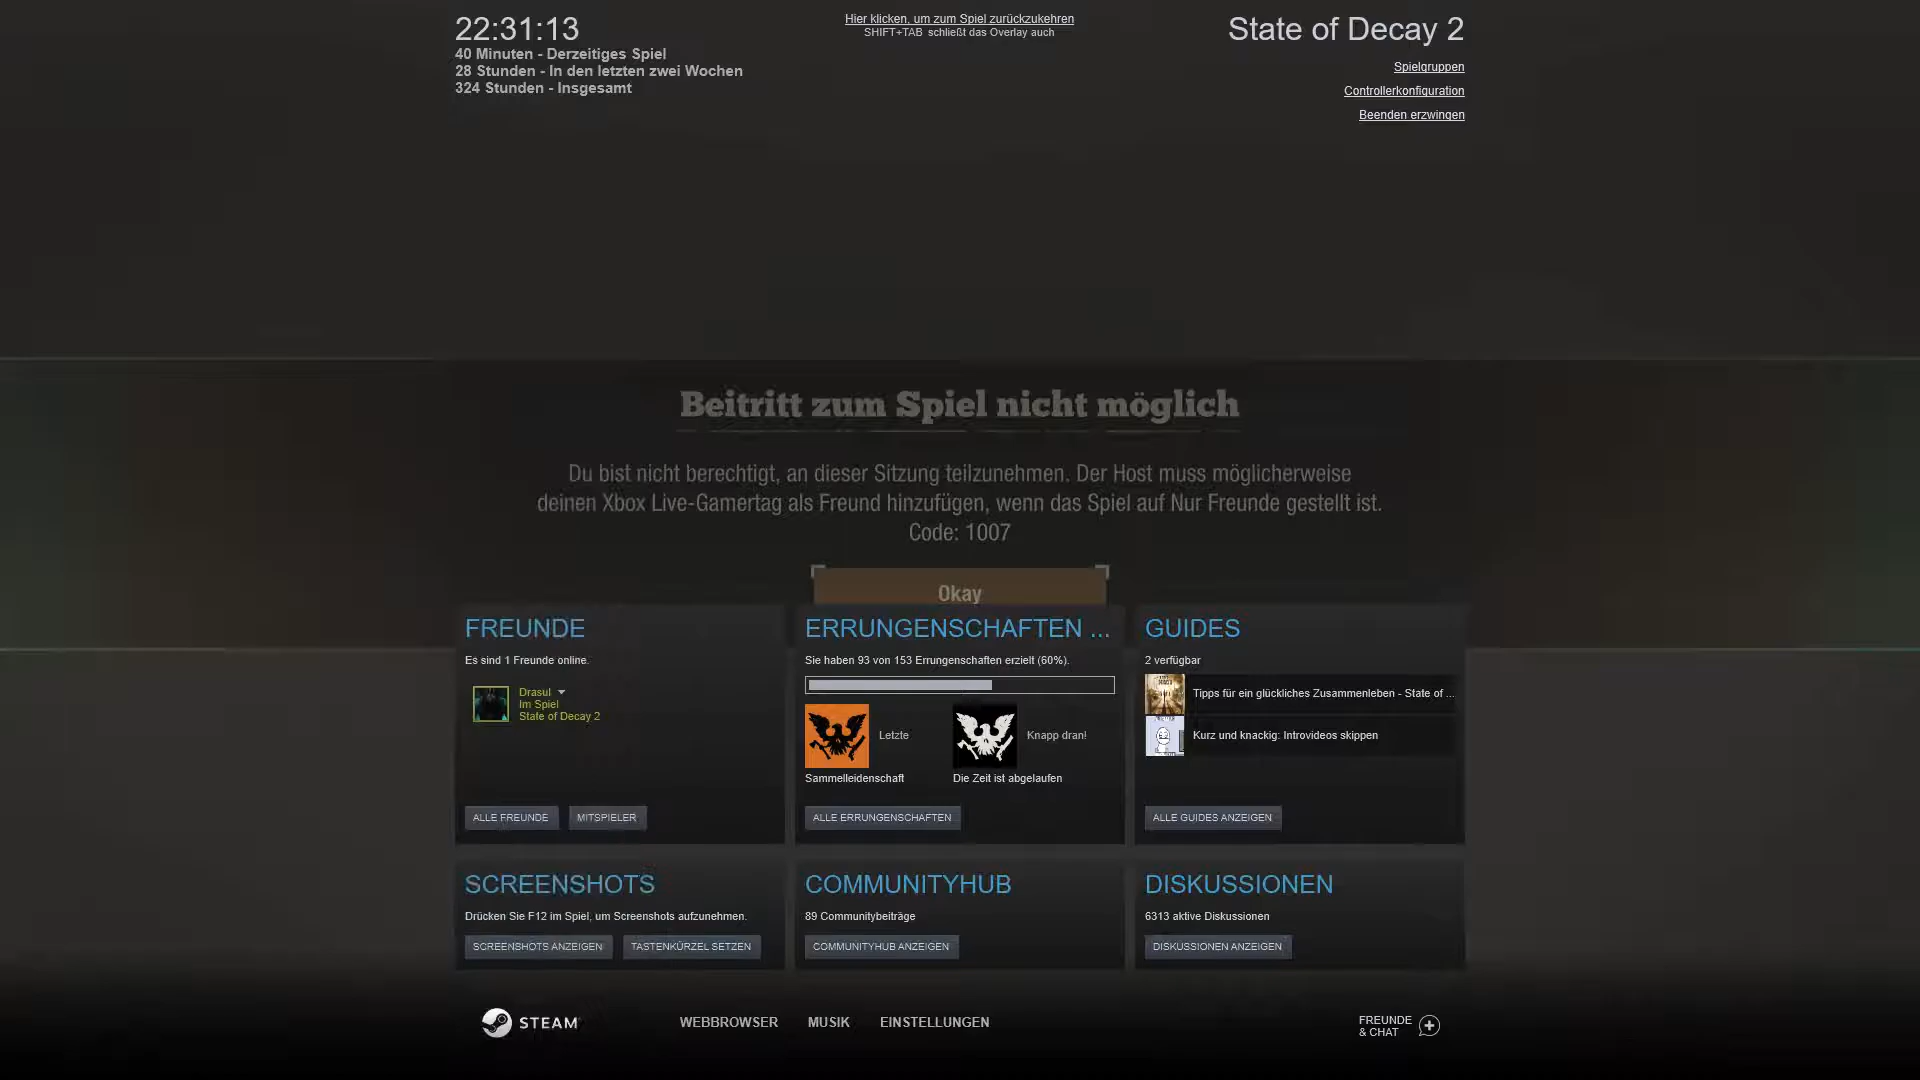 22:31:13
40 Minuten - Derzeitiges Spiel
28 Stunden - In den letzten zwei Wochen
324 Stunden - Insgesamt
Hier klicken, um zum Spiel zurückzukehren
SHIFT+TAB schließt das Overlay auch
State of Decay 2
Spielgruppen
Controllerkonfiguration
Beenden erzwingen
Beitritt zum Spiel nicht möglich
Du bist nicht berechtigt, an dieser Sitzung teilzunehmen. Der Host muss möglicherweise
deinen Xbox Live-Gamertag als Freund hinzufügen, wenn das Spiel auf Nur Freunde gestellt ist.
Code: 1007
Okay
FREUNDE
Es sind 1 Freunde online.
Drasul
Im Spiel
State of Decay 2
ALLE FREUNDE
MITSPIELER
ERRUNGENSCHAFTEN ...
Sie haben 93 von 153 Errungenschaften erzielt (60%).
Letzte
Knapp dran!
Sammelleidenschaft
Die Zeit ist abgelaufen
ALLE ERRUNGENSCHAFTEN
GUIDES
2 verfügbar
Tipps für ein glückliches Zusammenleben - State of ...
Kurz und knackig: Introvideos skippen
ALLE GUIDES ANZEIGEN
SCREENSHOTS
Drücken Sie F12 im Spiel, um Screenshots aufzunehmen.
SCREENSHOTS ANZEIGEN
TASTENKÜRZEL SETZEN
COMMUNITYHUB
89 Communitybeiträge
COMMUNITYHUB ANZEIGEN
DISKUSSIONEN
6313 aktive Diskussionen
DISKUSSIONEN ANZEIGEN
STEAM
WEBBROWSER
MUSIK
EINSTELLUNGEN
FREUNDE
& CHAT